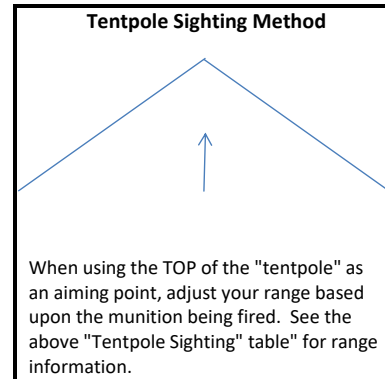 Tentpole Sighting Method
When using the TOP of the "tentpole" as
an aiming point, adjust your range based
upon the munition being fired.  See the
above "Tentpole Sighting" table" for range
information.